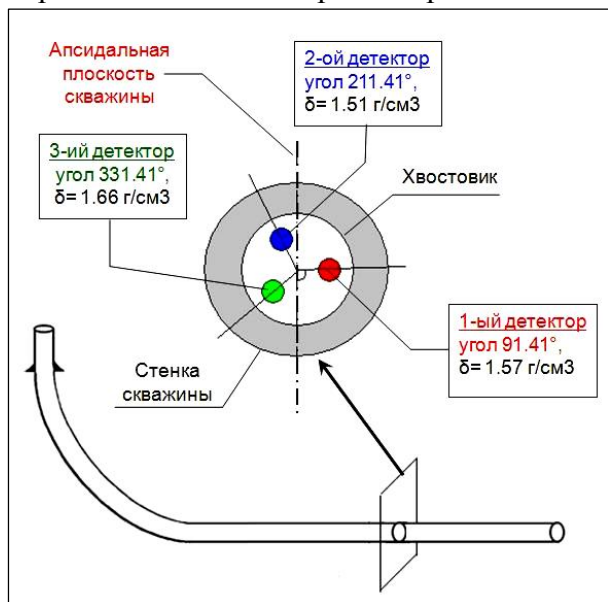 Апсидальная
плоскость
скважины
2-ой детектор
угол 211.41°,
δ= 1.51 г/см3
3-ий детектор
угол 331.41°,
δ= 1.66 г/см3
Хвостовик
1-ый детектор
угол 91.41°,
δ= 1.57 г/см3
Стенка
скважины